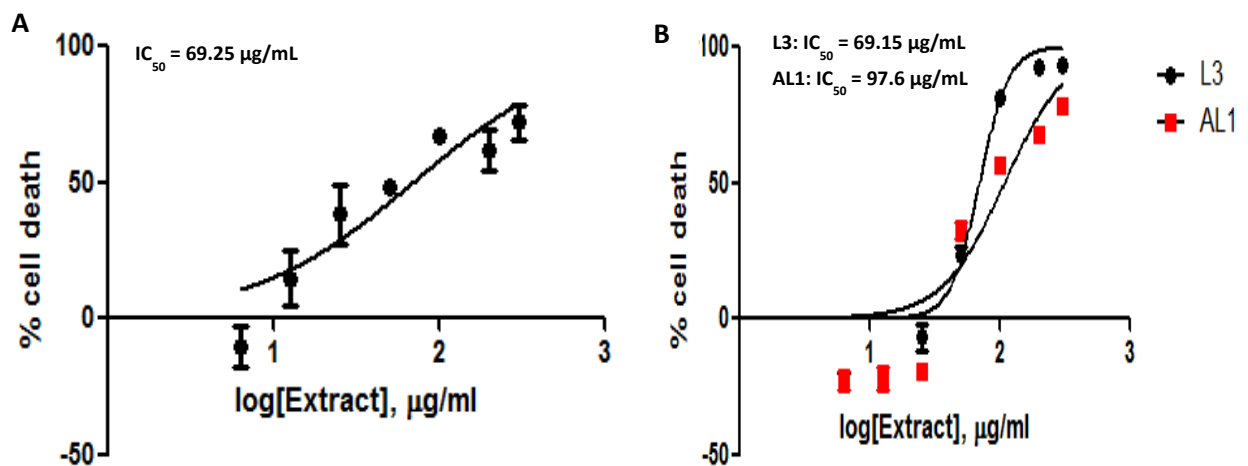 A
IC50 = 69.25 µg/mL
100
50
0
-50
1
2
3
% cell death
log[Extract], µg/ml
B
L3: IC50 = 69.15 µg/mL
AL1: IC50 = 97.6 µg/mL
100
50
0
-50
1
2
3
% cell death
log[Extract], µg/ml
L3
AL1